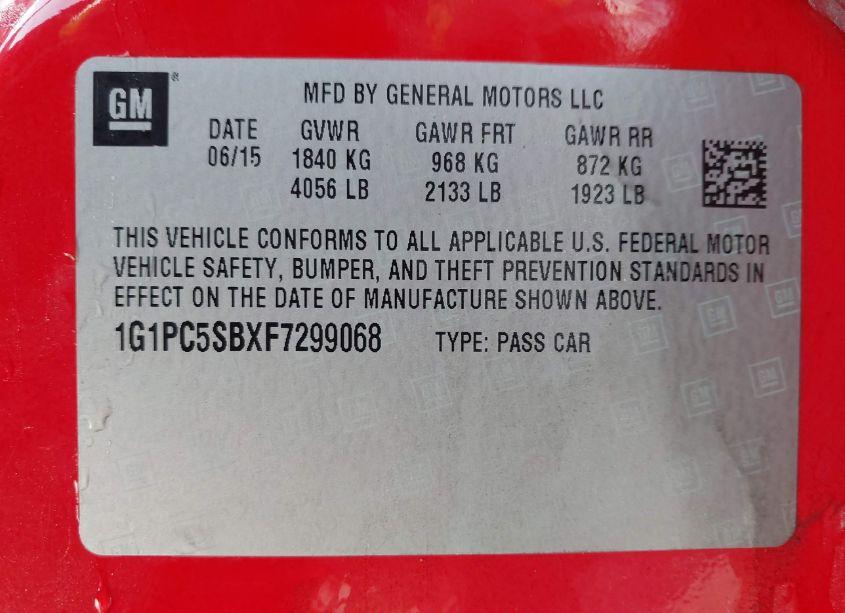 GM®
MFD BY GENERAL MOTORS LLC
DATE GVWR GAWR FRT GAWR RR
06/15 1840 KG 968 KG 872 KG
4056 LB 2133 LB 1923 LB
THIS VEHICLE CONFORMS TO ALL APPLICABLE U.S. FEDERAL MOTOR
VEHICLE SAFETY, BUMPER, AND THEFT PREVENTION STANDARDS IN
EFFECT ON THE DATE OF MANUFACTURE SHOWN ABOVE.
1G1PC5SBXF7299068 TYPE: PASS CAR